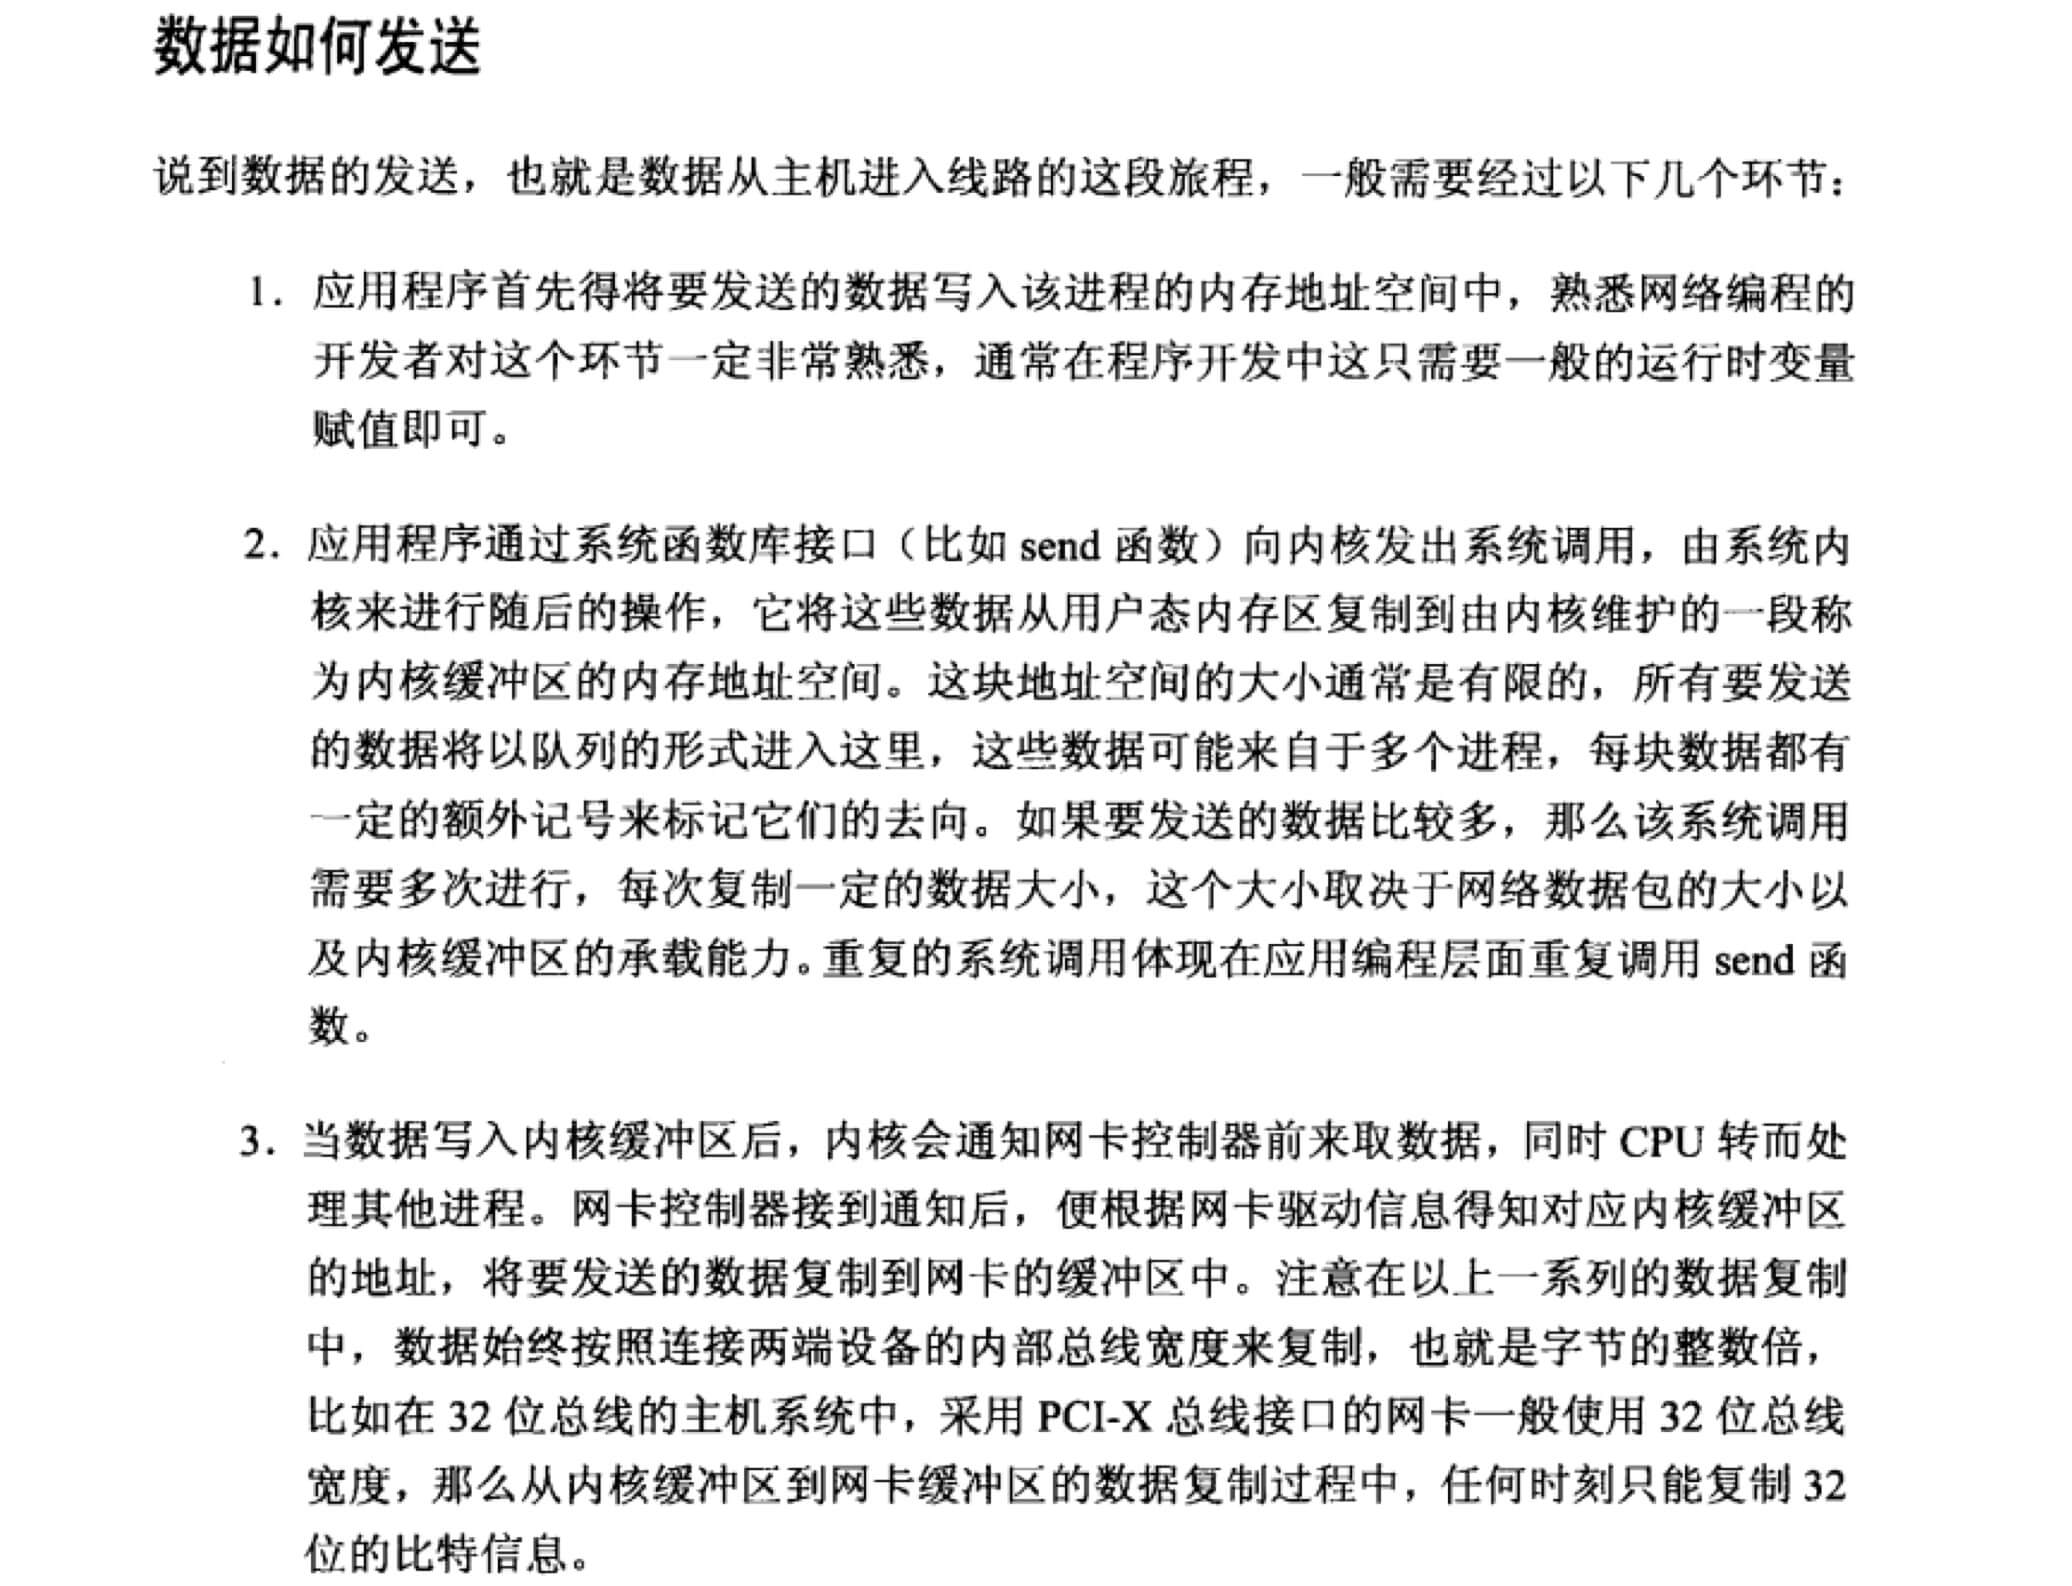 数据如何发送
说到数据的发送，也就是数据从主机进入线路的这段旅程，一般需要经过以下几个环节：
1. 应用程序首先得将要发送的数据写入该进程的内存地址空间中，熟悉网络编程的
开发者对这个环节一定非常熟悉，通常在程序开发中这只需要一般的运行时变量
赋值即可。
2. 应用程序通过系统函数库接口（比如 send 函数）向内核发出系统调用，由系统内
核来进行随后的操作，它将这些数据从用户态内存区复制到由内核维护的一段称
为内核缓冲区的内存地址空间。这块地址空间的大小通常是有限的，所有要发送
的数据将以队列的形式进入这里，这些数据可能来自于多个进程，每块数据都有
一定的额外记号来标记它们的去向。如果要发送的数据比较多，那么该系统调用
需要多次进行，每次复制一定的数据大小，这个大小取决于网络数据包的大小以
及内核缓冲区的承载能力。重复的系统调用体现在应用编程层面重复调用 send 函
数。
3. 当数据写入内核缓冲区后，内核会通知网卡控制器前来取数据，同时 CPU 转而处
理其他进程。网卡控制器接到通知后，便根据网卡驱动信息得知对应内核缓冲区
的地址，将要发送的数据复制到网卡的缓冲区中。注意在以上一系列的数据复制
中，数据始终按照连接两端设备的内部总线宽度来复制，也就是字节的整数倍，
比如在 32 位总线的主机系统中，采用 PCI-X 总线接口的网卡一般使用 32 位总线
宽度，那么从内核缓冲区到网卡缓冲区的数据复制过程中，任何时刻只能复制 32
位的比特信息。